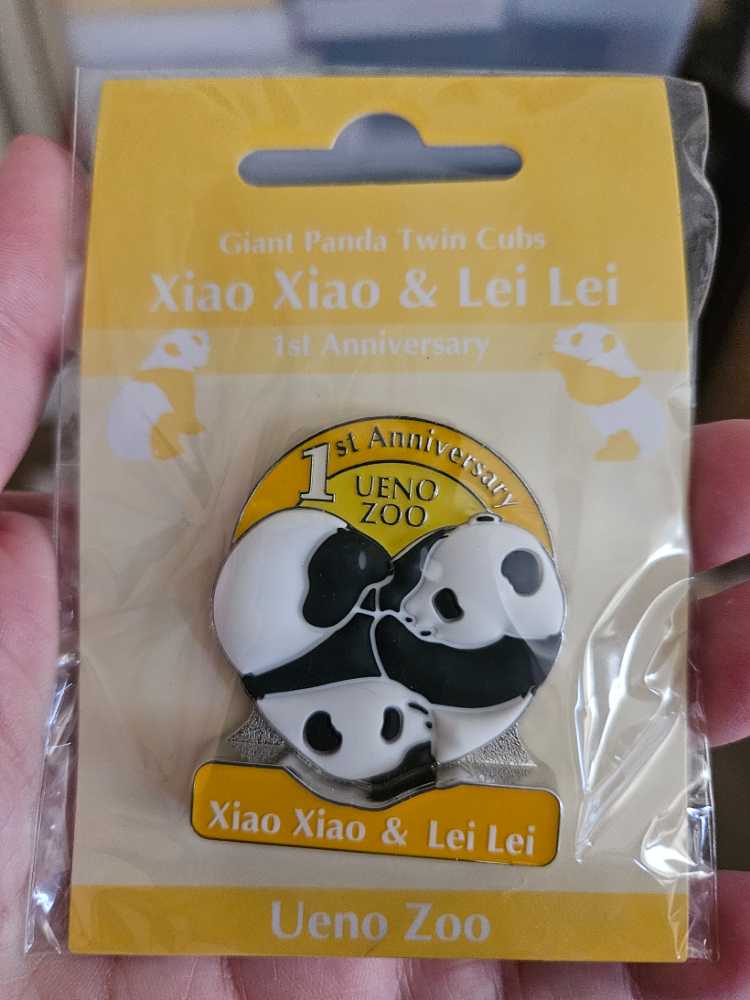 Giant Panda Twin Cubs
Xiao Xiao & Lei Lei
1st Anniversary
1st Anniversary
UENO
ZOO
Xiao Xiao & Lei Lei
Ueno Zoo